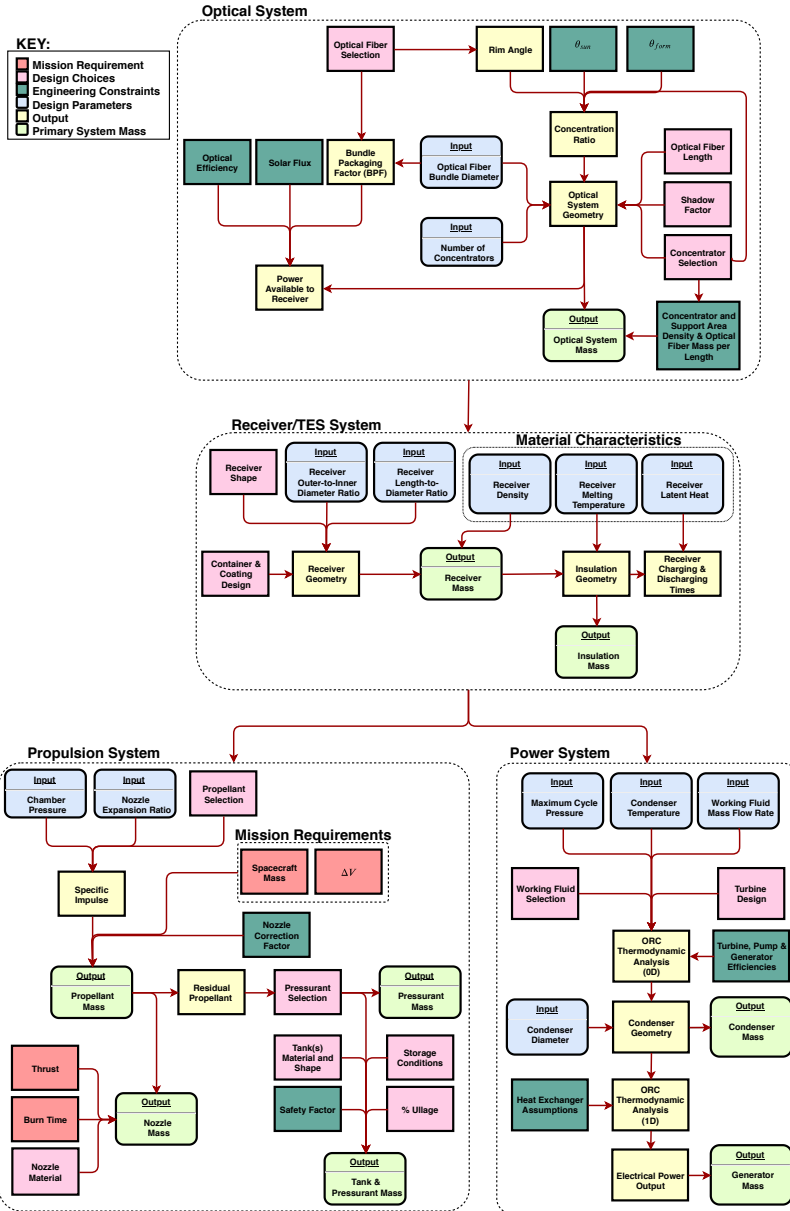 Optical System
KEY:
Mission Requirement
Design Choices
Engineering Constraints
Design Parameters
Output
Primary System Mass
Optical Fiber
Selection
Rim Angle
θsun
θform
Concentration
Ratio
Optical
Efficiency
Solar Flux
Bundle
Packaging
Factor (BPF)
Input
Optical Fiber
Bundle Diameter
Optical
System
Geometry
Optical Fiber
Length
Shadow
Factor
Input
Number of
Concentrators
Concentrator
Selection
Power
Available to
Receiver
Output
Optical System
Mass
Concentrator and
Support Area
Density & Optical
Fiber Mass per
Length
Receiver/TES System
Material Characteristics
Receiver
Shape
Input
Receiver
Outer-to-Inner
Diameter Ratio
Input
Receiver
Length-to-
Diameter Ratio
Input
Receiver
Density
Input
Receiver
Melting
Temperature
Input
Receiver
Latent Heat
Container &
Coating
Design
Receiver
Geometry
Output
Receiver
Mass
Insulation
Geometry
Receiver
Charging &
Discharging
Times
Output
Insulation
Mass
Propulsion System
Input
Chamber
Pressure
Input
Nozzle
Expansion Ratio
Propellant
Selection
Mission Requirements
Spacecraft
Mass
ΔV
Specific
Impulse
Nozzle
Correction
Factor
Output
Propellant
Mass
Residual
Propellant
Pressurant
Selection
Output
Pressurant Mass
Thrust
Burn Time
Nozzle
Material
Output
Nozzle
Mass
Tank(s)
Material and
Shape
Storage
Conditions
Safety Factor
% Ullage
Output
Tank &
Pressurant Mass
Power System
Input
Maximum Cycle
Pressure
Input
Condenser
Temperature
Input
Working Fluid
Mass Flow Rate
Working Fluid
Selection
Turbine
Design
ORC
Thermodynamic
Analysis
(0D)
Turbine, Pump &
Generator
Efficiencies
Input
Condenser
Diameter
Condenser
Geometry
Output
Condenser
Mass
Heat Exchanger
Assumptions
ORC
Thermodynamic
Analysis
(1D)
Electrical Power
Output
Output
Generator
Mass